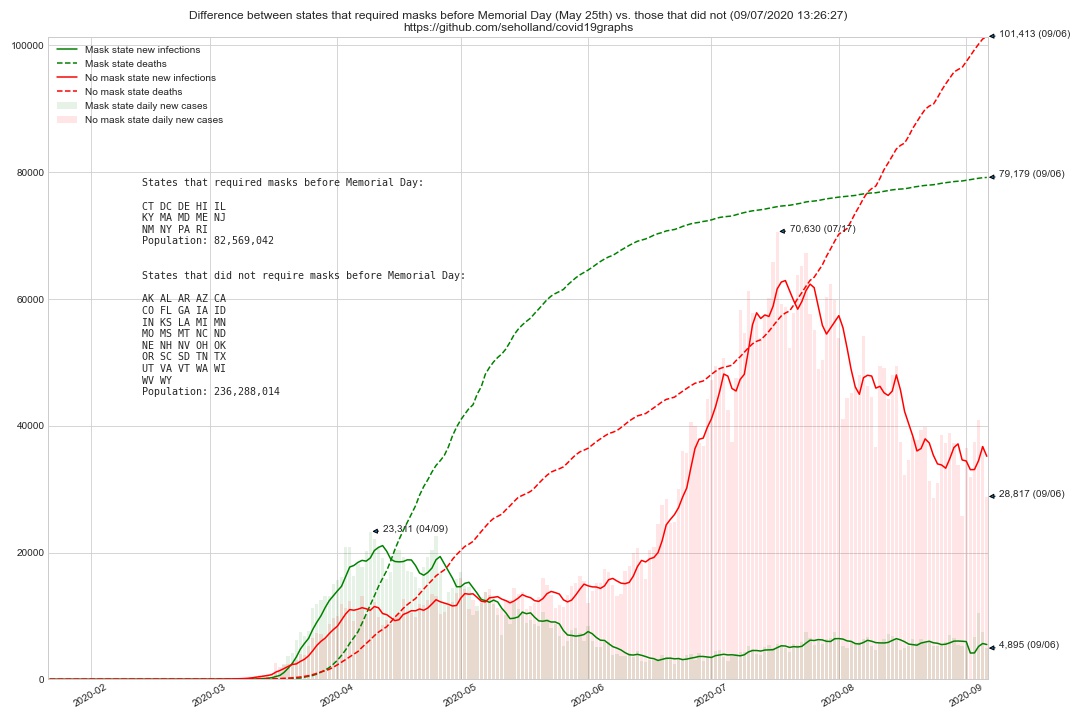 Difference between states that required masks before Memorial Day (May 25th) vs. those that did not (09/07/2020 13:26:27)
https://github.com/seholland/covid19graphs
100000
80000
60000
40000
20000
0
Mask state new infections
Mask state deaths
No mask state new infections
No mask state deaths
Mask state daily new cases
No mask state daily new cases
States that required masks before Memorial Day:
CT DC DE HI IL
KY MA MD ME NJ
NM NY PA RI
Population: 82,569,042
States that did not require masks before Memorial Day:
AK AL AR AZ CA
CO FL GA IA ID
IN KS LA MI MN
MO MS MT NC ND
NE NH NV OH OK
OR SC SD TN TX
UT VA VT WA WI
WV WY
Population: 236,288,014
101,413 (09/06)
79,179 (09/06)
70,630 (07/17)
23,311 (04/09)
28,817 (09/06)
4,895 (09/06)
2020-02
2020-03
2020-04
2020-05
2020-06
2020-07
2020-08
2020-09